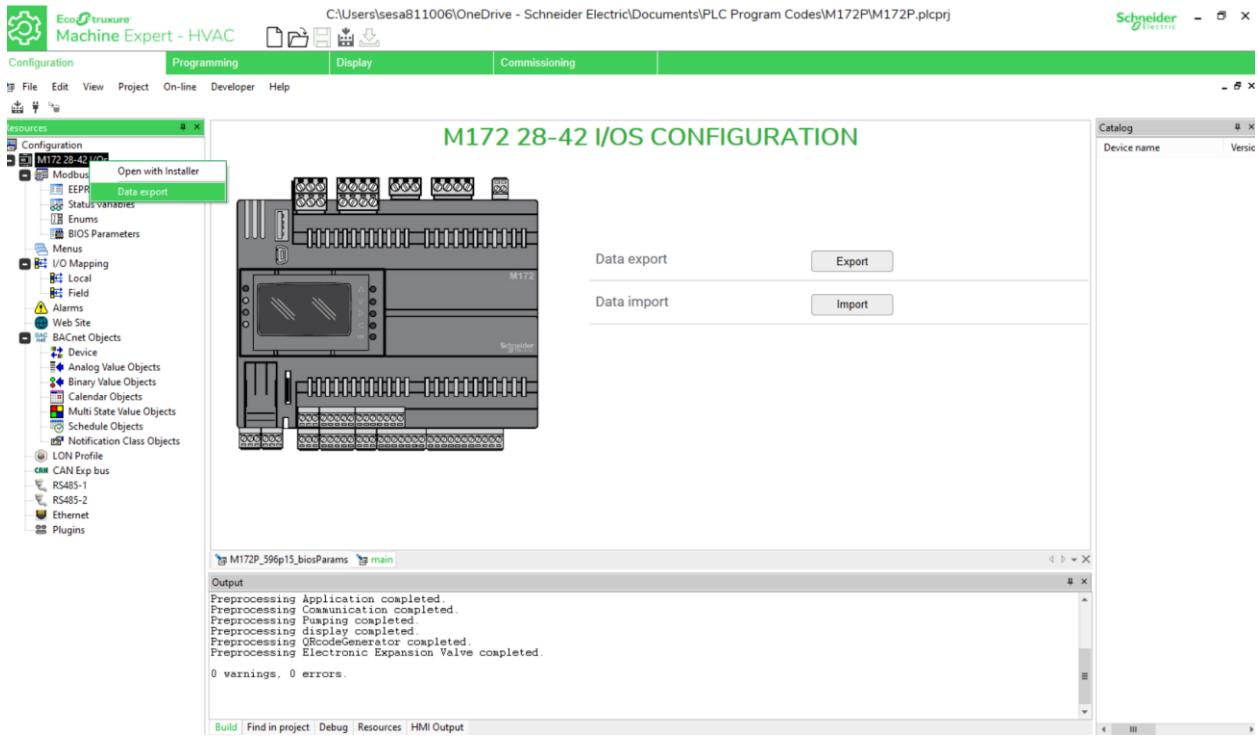 EcoStruxure
Machine Expert - HVAC
C:\Users\sesa811006\OneDrive - Schneider Electric\Documents\PLC Program Codes\M172P\M172P.plcprj
Schneider
Electric
Configuration Programming Display Commissioning
File Edit View Project On-line Developer Help
Resources
Configuration
M172 28-42 I/Os
Open with Installer
Data export
Modbus
EEPR
Status variables
Enums
BIOS Parameters
Menus
I/O Mapping
Local
Field
Alarms
Web Site
BACnet Objects
Device
Analog Value Objects
Binary Value Objects
Calendar Objects
Multi State Value Objects
Schedule Objects
Notification Class Objects
LON Profile
CAN Exp bus
RS485-1
RS485-2
Ethernet
Plugins
M172 28-42 I/OS CONFIGURATION
M172
Schneider
Data export Export
Data import Import
M172P_596p15_biosParams main
Output
Preprocessing Application completed.
Preprocessing Communication completed.
Preprocessing Pumping completed.
Preprocessing display completed.
Preprocessing QRcodeGenerator completed.
Preprocessing Electronic Expansion Valve completed.
0 warnings, 0 errors.
Build Find in project Debug Resources HMI Output
Catalog
Device name Versio